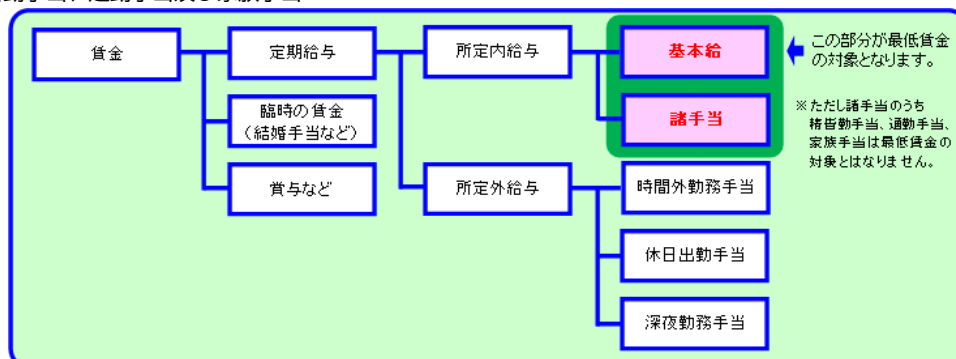 賃金
定期給与
所定内給与
基本給
この部分が最低賃金
の対象となります。
臨時の賃金
(結婚手当など)
諸手当
※ただし諸手当のうち
精皆勤手当、通勤手当、
家族手当は最低賃金の
対象とはなりません。
賞与など
所定外給与
時間外勤務手当
休日出勤手当
深夜勤務手当